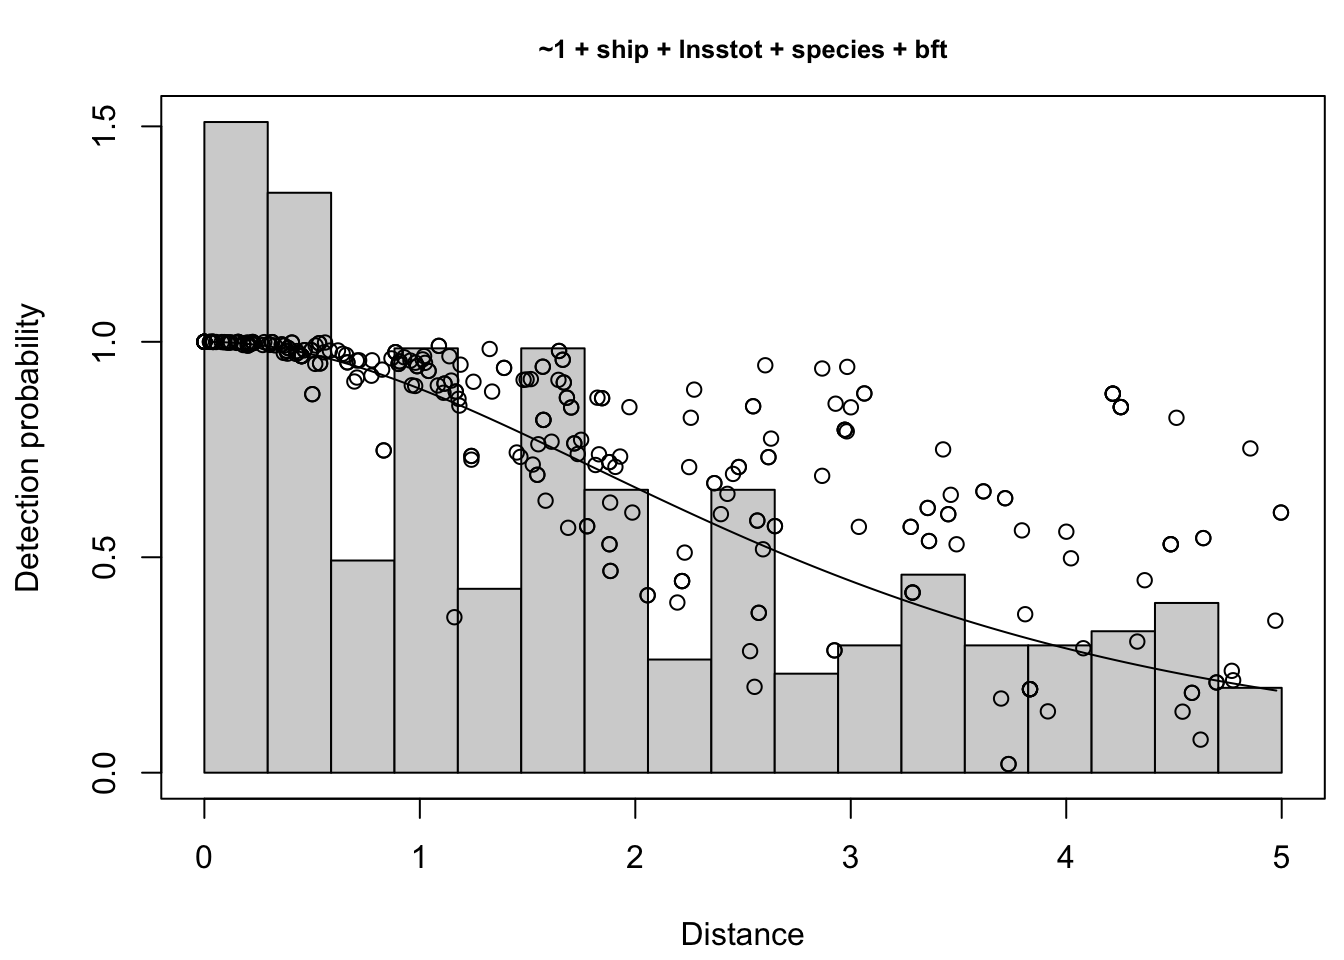 ~1 + ship + lnsstot + species + bft
Detection probability
1.5
1.0
0.5
0.0
0 1 2 3 4 5
Distance